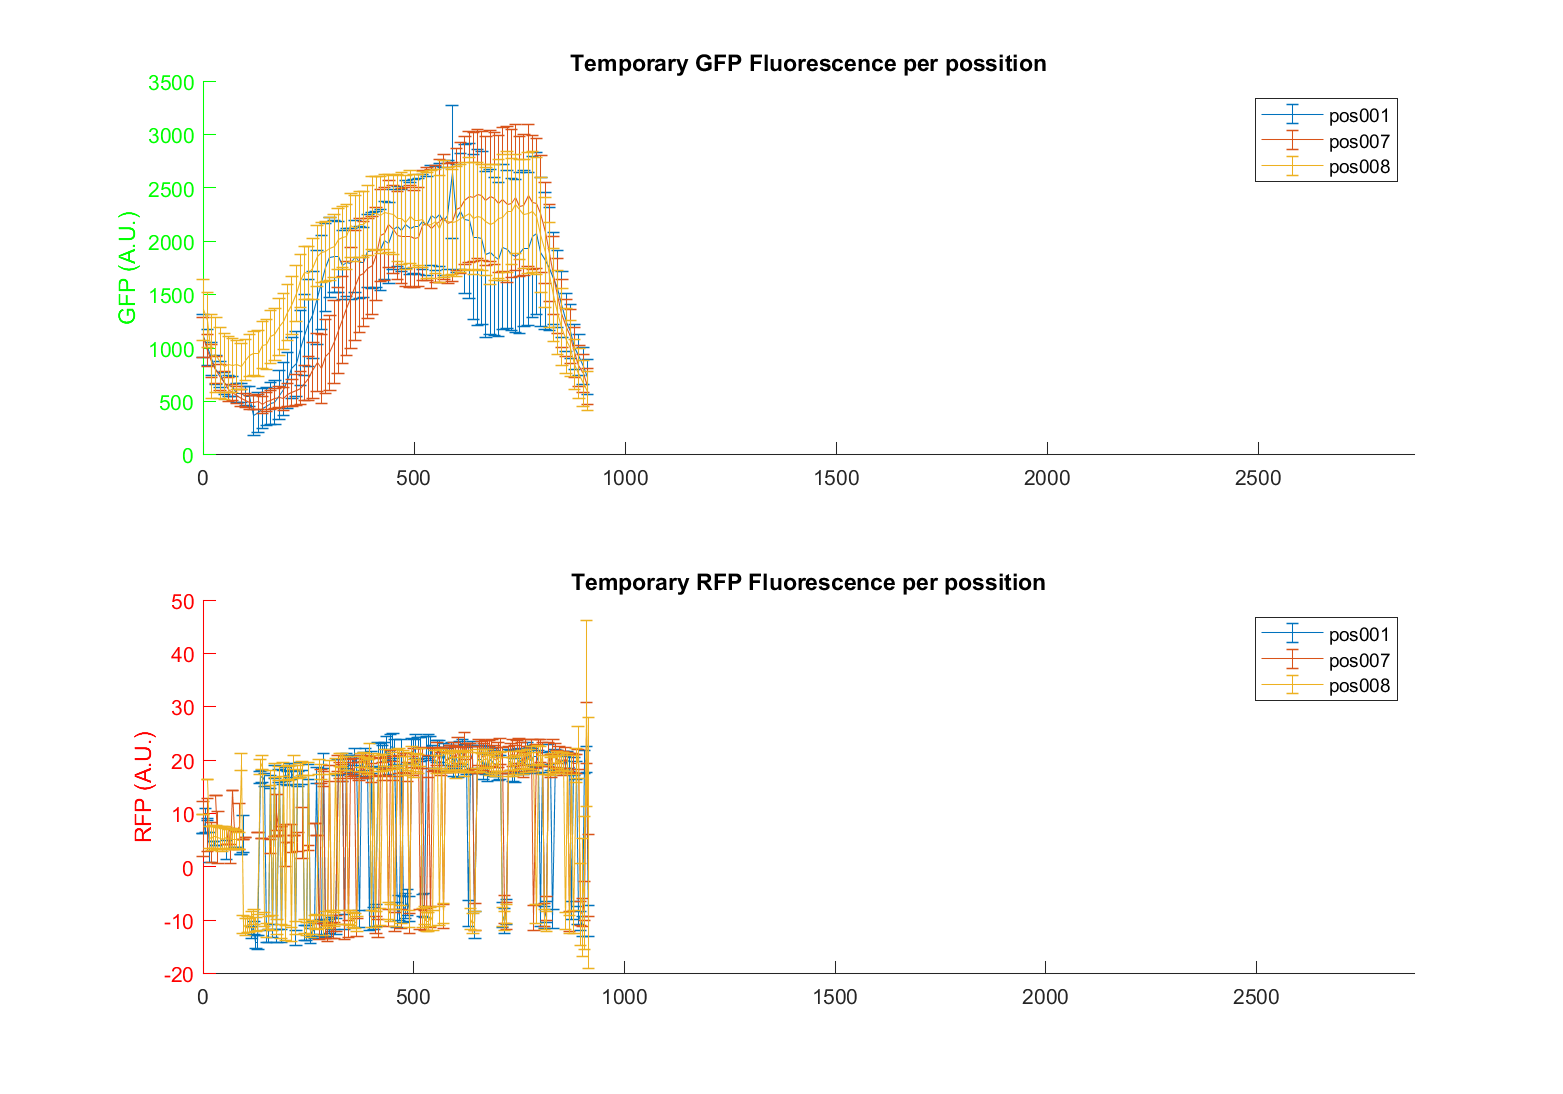 Temporary GFP Fluorescence per possition
GFP (A.U.)
3500
3000
2500
2000
1500
1000
500
0
0 500 1000 1500 2000 2500
pos001
pos007
pos008
Temporary RFP Fluorescence per possition
RFP (A.U.)
50
40
30
20
10
0
-10
-20
0 500 1000 1500 2000 2500
pos001
pos007
pos008